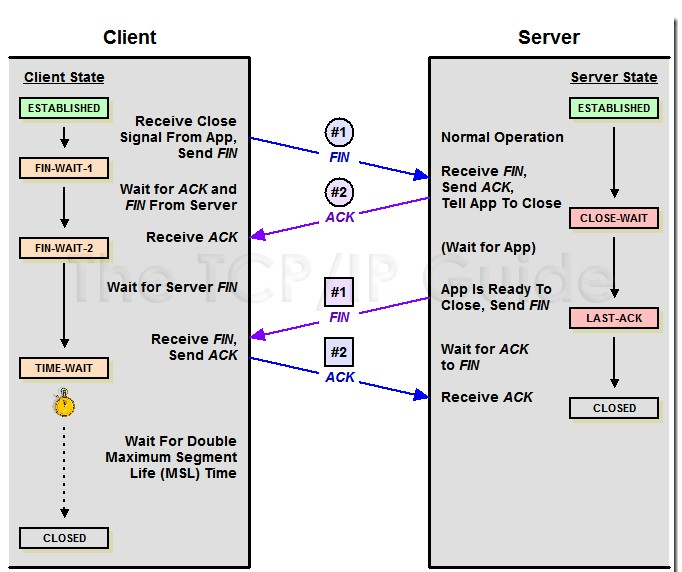 Client
Server
Client State
Server State
ESTABLISHED
ESTABLISHED
Receive Close
Signal From App,
Send FIN
#1
FIN
Normal Operation
FIN-WAIT-1
Receive FIN,
Send ACK,
Tell App To Close
Wait for ACK and
FIN From Server
#2
ACK
CLOSE-WAIT
Receive ACK
FIN-WAIT-2
(Wait for App)
The TCP/IP Guide
Wait for Server FIN
#1
FIN
App Is Ready To
Close, Send FIN
LAST-ACK
Receive FIN,
Send ACK
#2
ACK
Wait for ACK
to FIN
TIME-WAIT
Receive ACK
CLOSED
Wait For Double
Maximum Segment
Life (MSL) Time
CLOSED